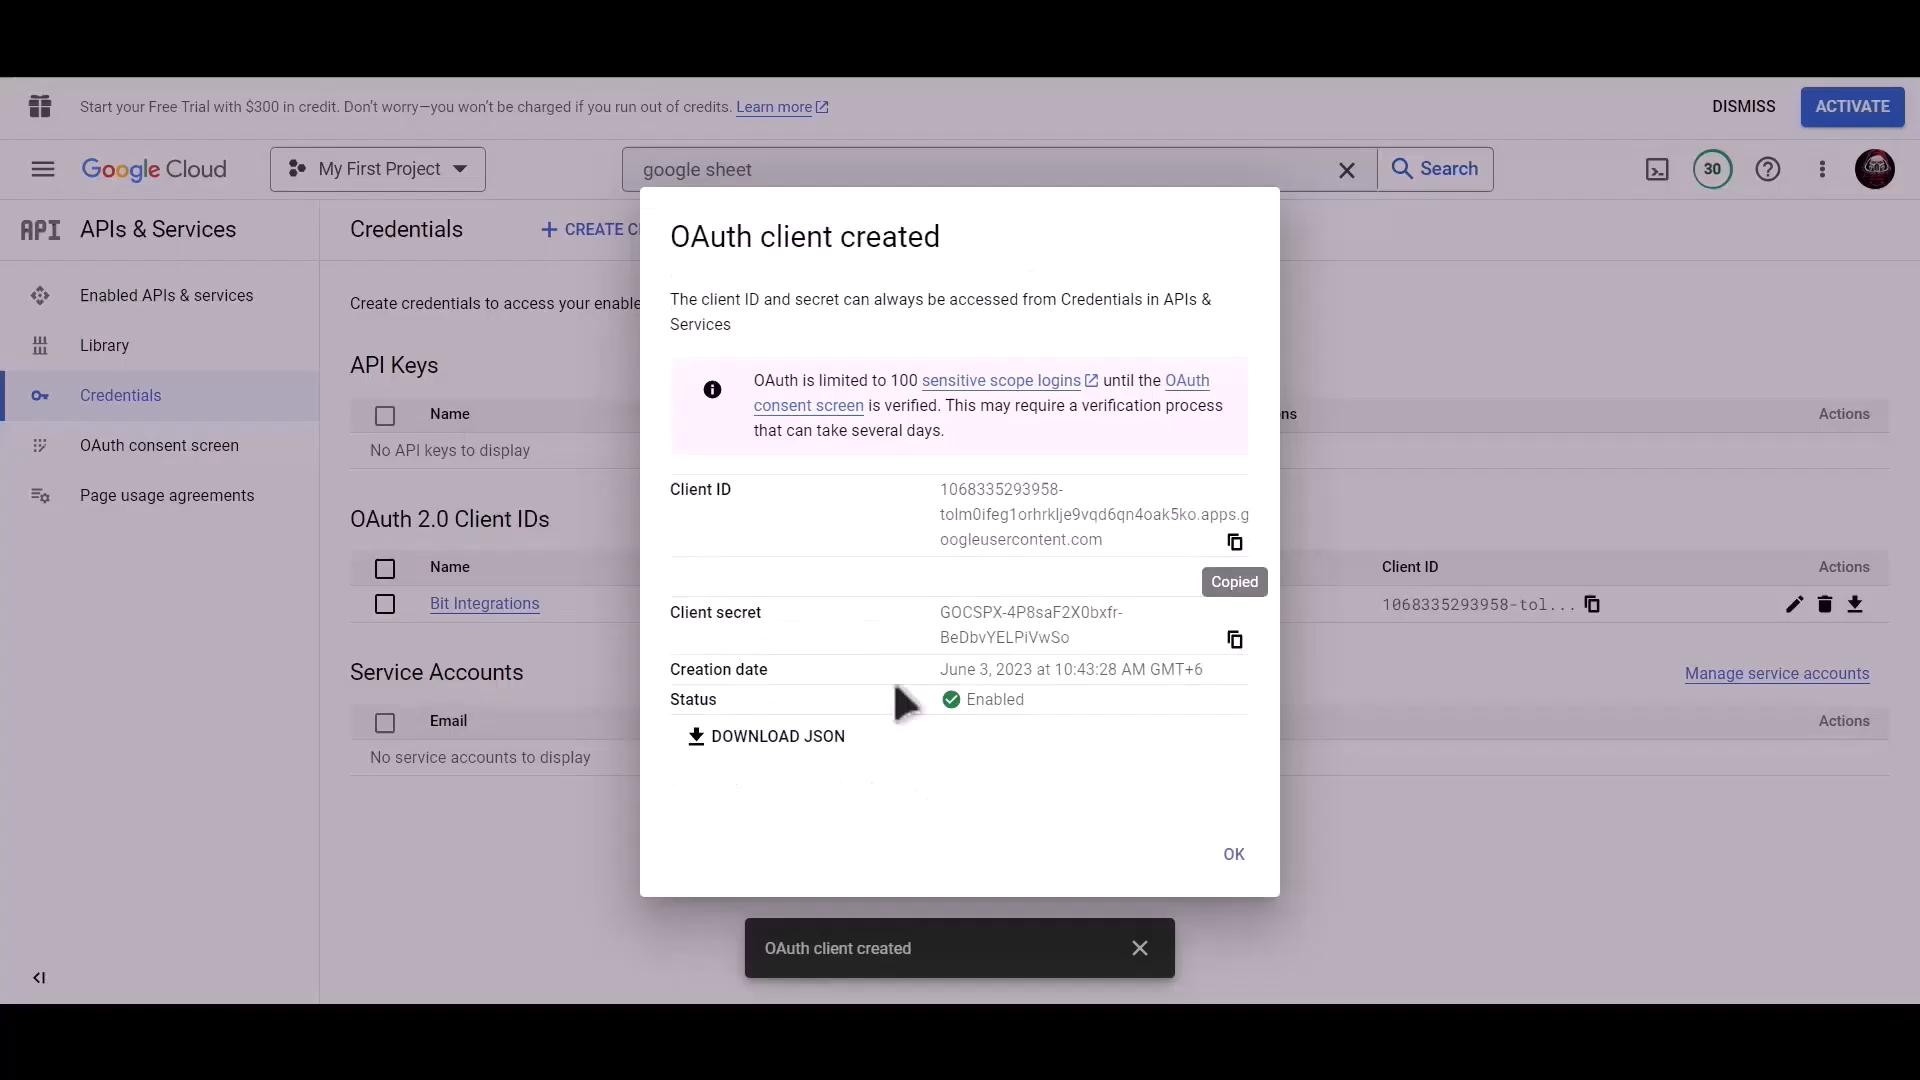 Start your Free Trial with $300 in credit. Don't worry—you won't be charged if you run out of credits. Learn more
DISMISS
ACTIVATE
Google Cloud
My First Project
google sheet
Search
30
API
APIs & Services
Credentials
CREATE C
Enabled APIs & services
Library
Credentials
OAuth consent screen
Page usage agreements
Create credentials to access your enable
API Keys
Name
ns
Actions
No API keys to display
OAuth 2.0 Client IDs
Name
Client ID
Actions
Bit Integrations
1068335293958-tol...
Service Accounts
Manage service accounts
Email
Actions
No service accounts to display
OAuth client created
The client ID and secret can always be accessed from Credentials in APIs &
Services
OAuth is limited to 100 sensitive scope logins until the OAuth
consent screen is verified. This may require a verification process
that can take several days.
Client ID
1068335293958-
tolm0ifeg1orhrklje9vqd6qn4oak5ko.apps.g
oogleusercontent.com
Copied
Client secret
GOCSPX-4P8saF2X0bxfr-
BeDbvYELPiVwSo
Creation date
June 3, 2023 at 10:43:28 AM GMT+6
Status
Enabled
DOWNLOAD JSON
OK
OAuth client created